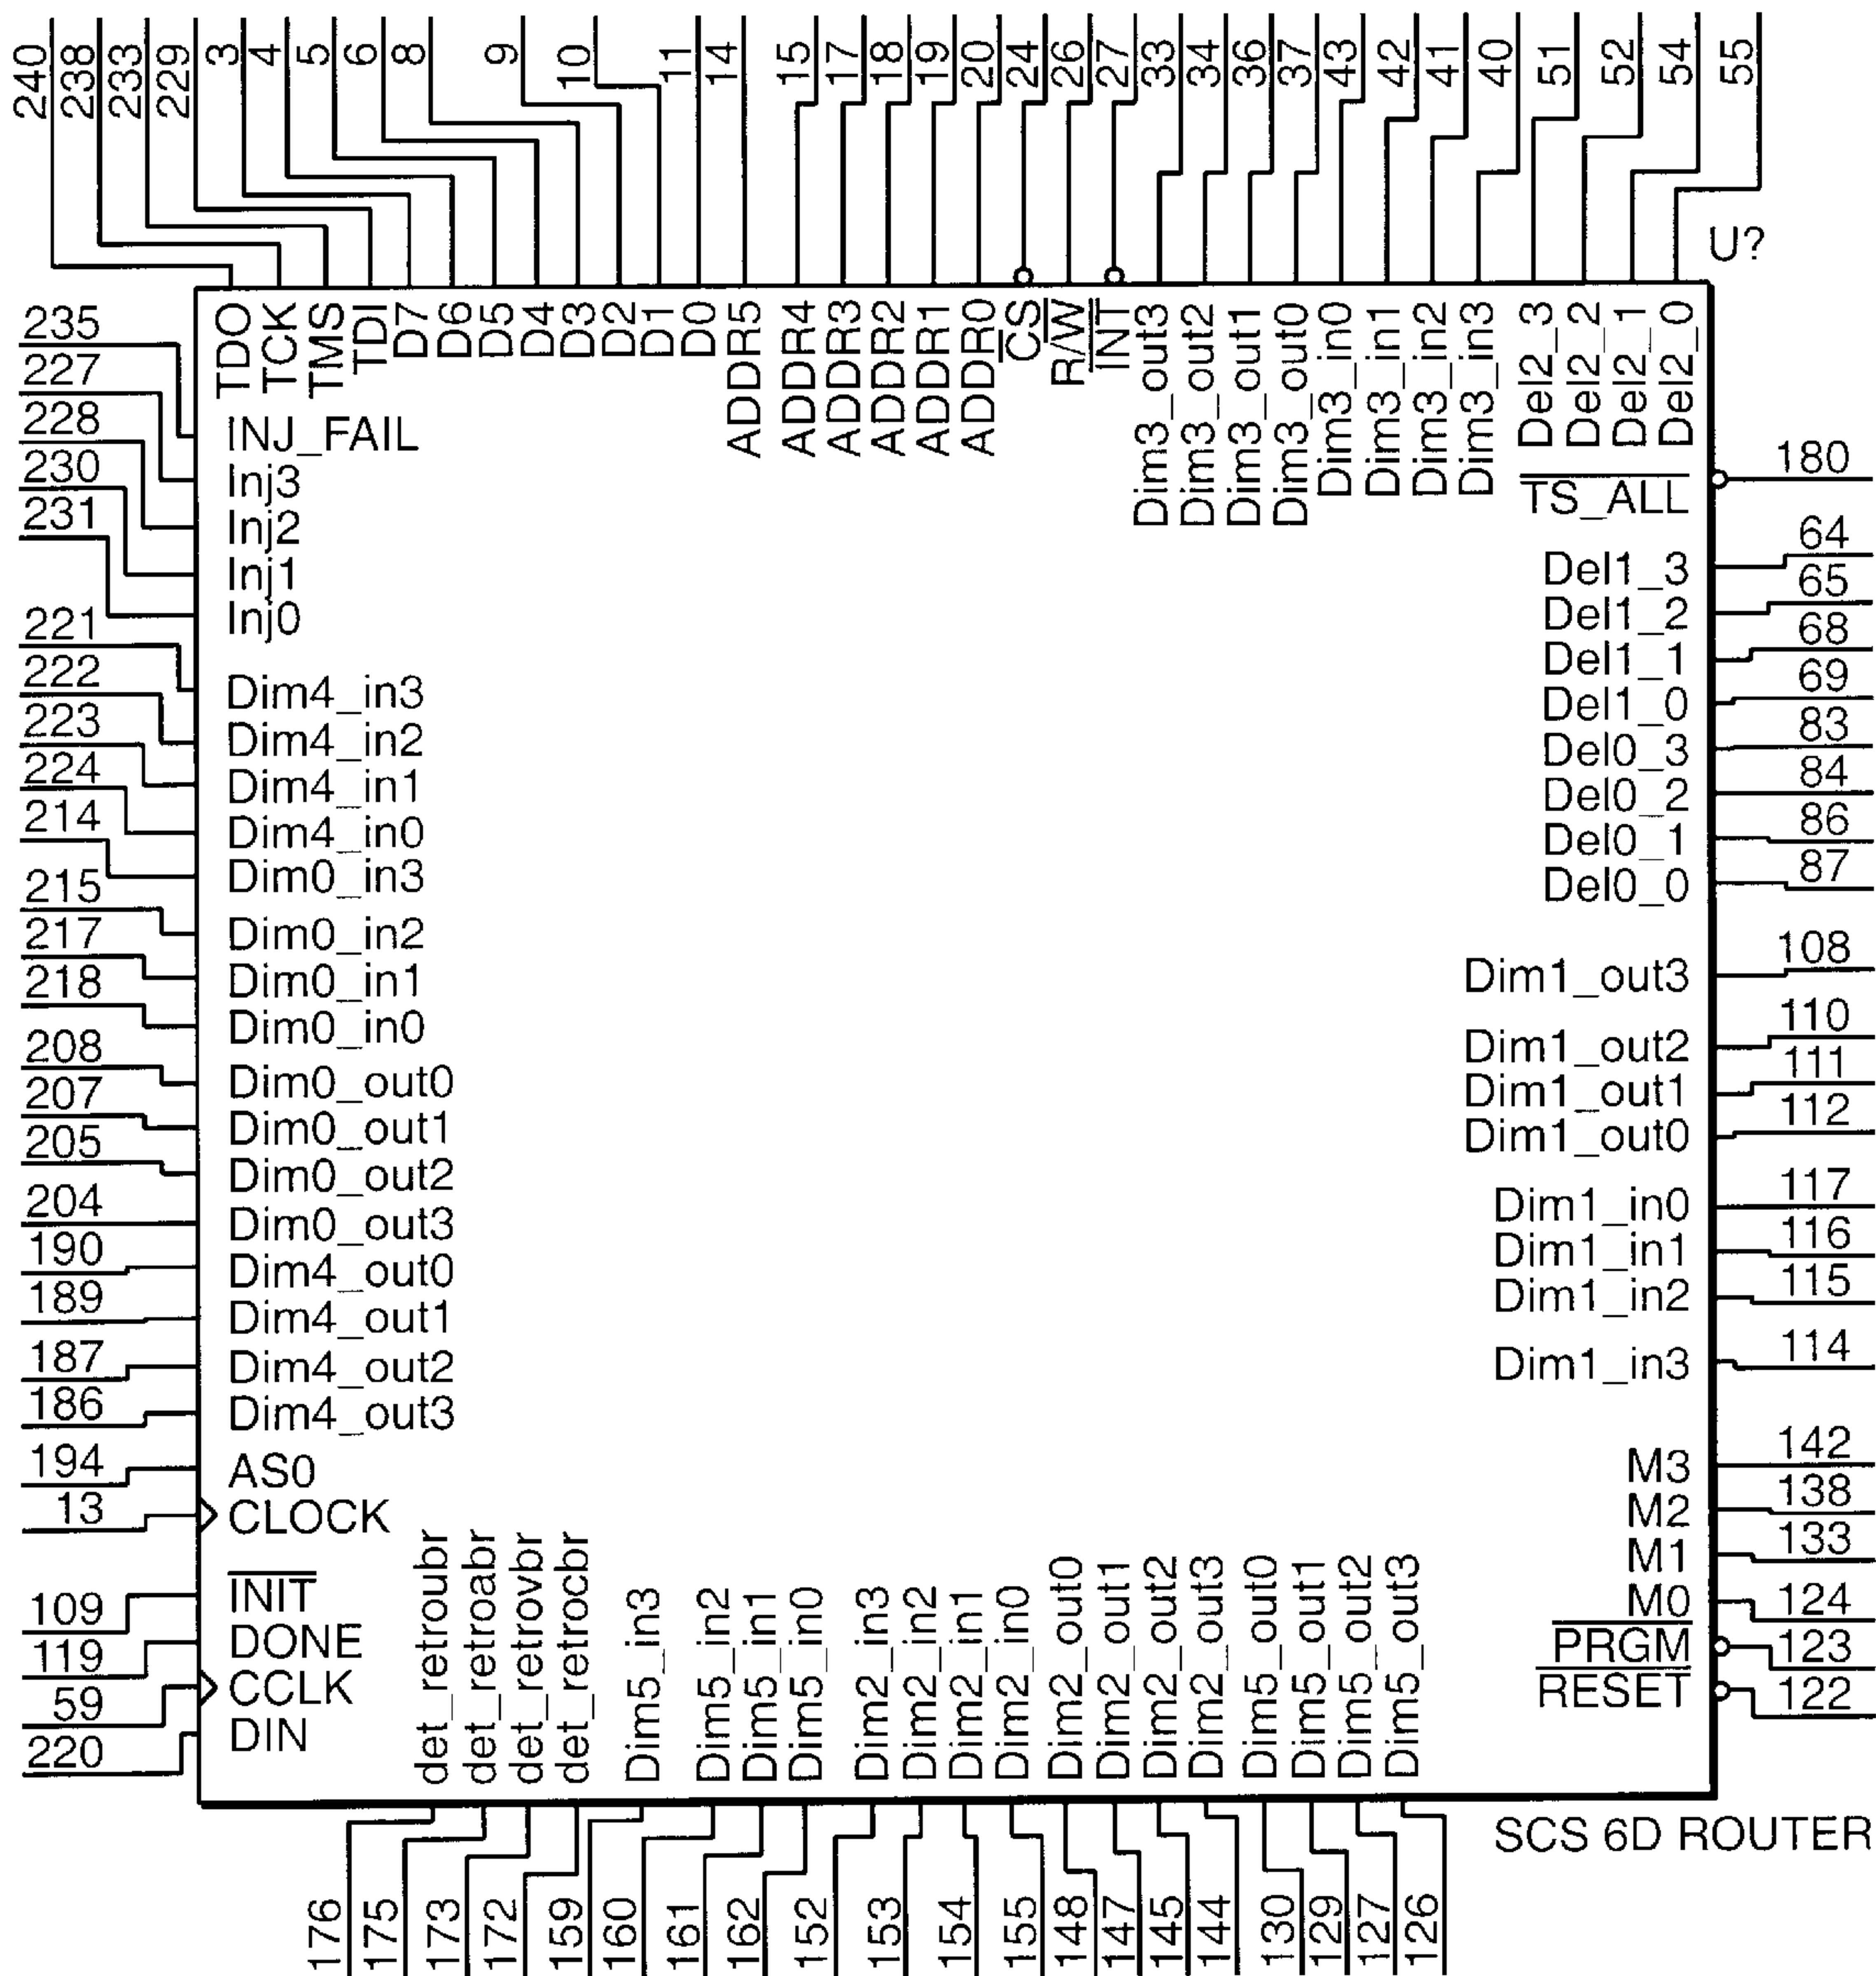 240
238
233
229
3
4
5
6
8
9
10
11
14
15
17
18
19
20
24
26
27
33
34
36
37
43
42
41
40
51
52
54
55
U?
TDO
TCK
TMS
TDI
D7
D6
D5
D4
D3
D2
D1
D0
ADDR5
ADDR4
ADDR3
ADDR2
ADDR1
ADDR0
CS
R/W
INT
Dim3_out3
Dim3_out2
Dim3_out1
Dim3_out0
Dim3_in0
Dim3_in1
Dim3_in2
Dim3_in3
Del2_3
Del2_2
Del2_1
Del2_0
235 INJ_FAIL
227 Inj3
228 Inj2
230 Inj1
231 Inj0
221 Dim4_in3
222 Dim4_in2
223 Dim4_in1
224 Dim4_in0
214 Dim0_in3
215 Dim0_in2
217 Dim0_in1
218 Dim0_in0
208 Dim0_out0
207 Dim0_out1
205 Dim0_out2
204 Dim0_out3
190 Dim4_out0
189 Dim4_out1
187 Dim4_out2
186 Dim4_out3
194 AS0
13 CLOCK
109 INIT
119 DONE
59 CCLK
220 DIN
TS_ALL 180
Del1_3 64
Del1_2 65
Del1_1 68
Del1_0 69
Del0_3 83
Del0_2 84
Del0_1 86
Del0_0 87
Dim1_out3 108
Dim1_out2 110
Dim1_out1 111
Dim1_out0 112
Dim1_in0 117
Dim1_in1 116
Dim1_in2 115
Dim1_in3 114
M3 142
M2 138
M1 133
M0 124
PRGM 123
RESET 122
det_retroubr
det_retroabr
det_retrovbr
det_retrocbr
Dim5_in3
Dim5_in2
Dim5_in1
Dim5_in0
Dim2_in3
Dim2_in2
Dim2_in1
Dim2_in0
Dim2_out0
Dim2_out1
Dim2_out2
Dim2_out3
Dim5_out0
Dim5_out1
Dim5_out2
Dim5_out3
SCS 6D ROUTER
176
175
173
172
159
160
161
162
152
153
154
155
148
147
145
144
130
129
127
126